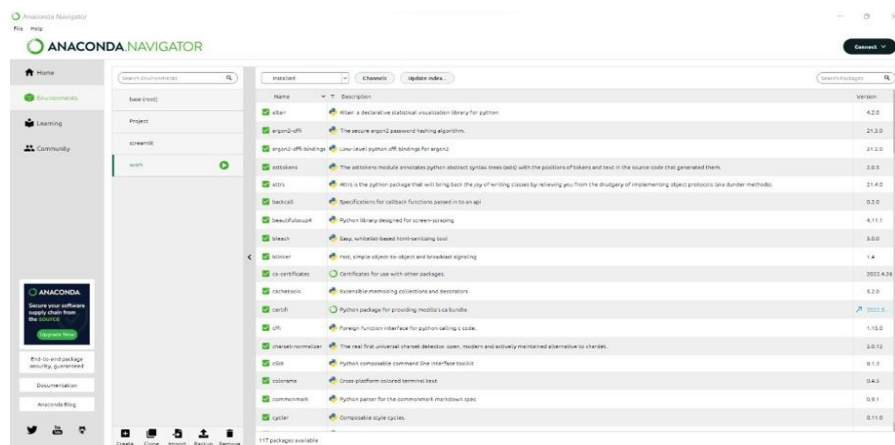 Anaconda Navigator
File Help
ANACONDA.NAVIGATOR
Connect
Home
Environments
Learning
Community
ANACONDA.
Secure your software
supply chain from
the source
Upgrade Now
End-to-end package
security, guaranteed
Documentation
Anaconda Blog
Search Environments
base (root)
Project
streamlit
work
Create Clone Import Backup Remove
Installed Channels Update index... Search Packages
Name T Description Version
altair Altair: a declarative statistical visualization library for python 4.2.0
argon2-cffi The secure argon2 password hashing algorithm. 21.3.0
argon2-cffi-bindings Low-level python cffi bindings for argon2 21.2.0
asttokens The asttokens module annotates python abstract syntax trees (asts) with the positions of tokens and text in the source code that generated them. 2.0.5
attrs Attrs is the python package that will bring back the joy of writing classes by relieving you from the drudgery of implementing object protocols (aka dunder methods). 21.4.0
backcall Specifications for callback functions passed in to an api 0.2.0
beautifulsoup4 Python library designed for screen-scraping 4.11.1
bleach Easy, whitelist-based html-sanitizing tool 5.0.0
blinker Fast, simple object-to-object and broadcast signaling 1.4
ca-certificates Certificates for use with other packages. 2022.4.26
cachetools Extensible memoizing collections and decorators 5.2.0
certifi Python package for providing mozilla's ca bundle.
cffi Foreign function interface for python calling c code. 1.15.0
charset-normalizer The real first universal charset detector. open, modern and actively maintained alternative to chardet. 2.0.12
click Python composable command line interface toolkit 8.1.3
colorama Cross-platform colored terminal text 0.4.5
commonmark Python parser for the commonmark markdown spec 0.9.1
cycler Composable style cycles. 0.11.0
117 packages available